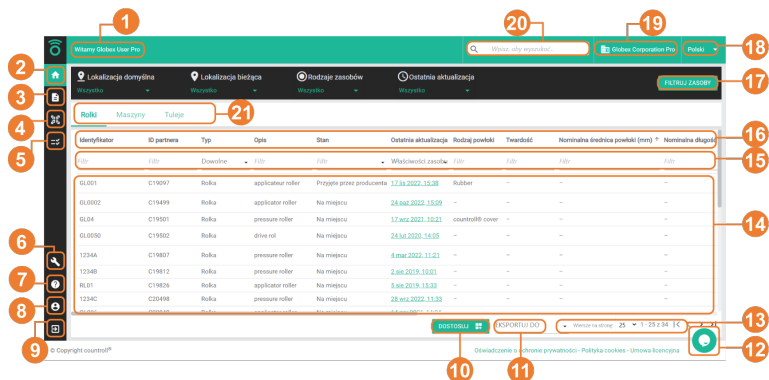 1
20
19
18
Witamy Globex User Pro
Wpisz, aby wyszukać...
Globex Corporation Pro
Polski
2
3
4
5
Lokalizacja domyślna
Wszystko
Lokalizacja bieżąca
Wszystko
Rodzaje zasobów
Wszystko
Ostatnia aktualizacja
Wszystko
FILTRUJ ZASOBY
17
Rolki Maszyny Tuleje
21
16
Identyfikator ID partnera Typ Opis Stan Ostatnia aktualizacja Rodzaj powłoki Twardość Nominalna średnica powłoki (mm) ↑ Nominalna długość
Filtr Filtr Dowolne Filtr Filtr Właściwości zasobu Filtr Filtr Filtr Filtr
15
GL001 C19097 Rolka applicateur roller Przyjęte przez producenta 17 lis 2022, 15:38 Rubber – – –
GL0002 C19499 Rolka applicator roller Na miejscu 24 paź 2022, 15:09 – – – –
GL04 C19501 Rolka pressure roller Na miejscu 17 wrz 2021, 10:21 countroll® cover – – –
14
GL0050 C19502 Rolka drive rol Na miejscu 24 lut 2020, 14:05 – – – –
1234A C19807 Rolka pressure roller Na miejscu 4 mar 2022, 11:21 – – – –
1234B C19812 Rolka pressure roller Na miejscu 2 sie 2019, 10:01 – – – –
RL01 C19826 Rolka applicator roller Na miejscu 5 sie 2019, 15:33 – – – –
1234C C20498 Rolka pressure roller Na miejscu 28 wrz 2022, 11:33 – – – –
6
7
8
9
DOSTOSUJ
EKSPORTUJ DO
Wiersze na stronę: 25 1 - 25 z 34
13
12
10
11
© Copyright countroll®
Oświadczenie o ochronie prywatności - Polityka cookies - Umowa licencyjna